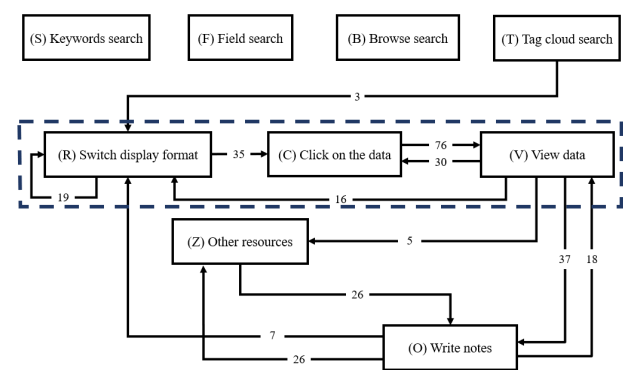 (S) Keywords search
(F) Field search
(B) Browse search
(T) Tag cloud search
3
(R) Switch display format
35
(C) Click on the data
76
30
(V) View data
19
16
(Z) Other resources
5
37
18
26
7
26
(O) Write notes